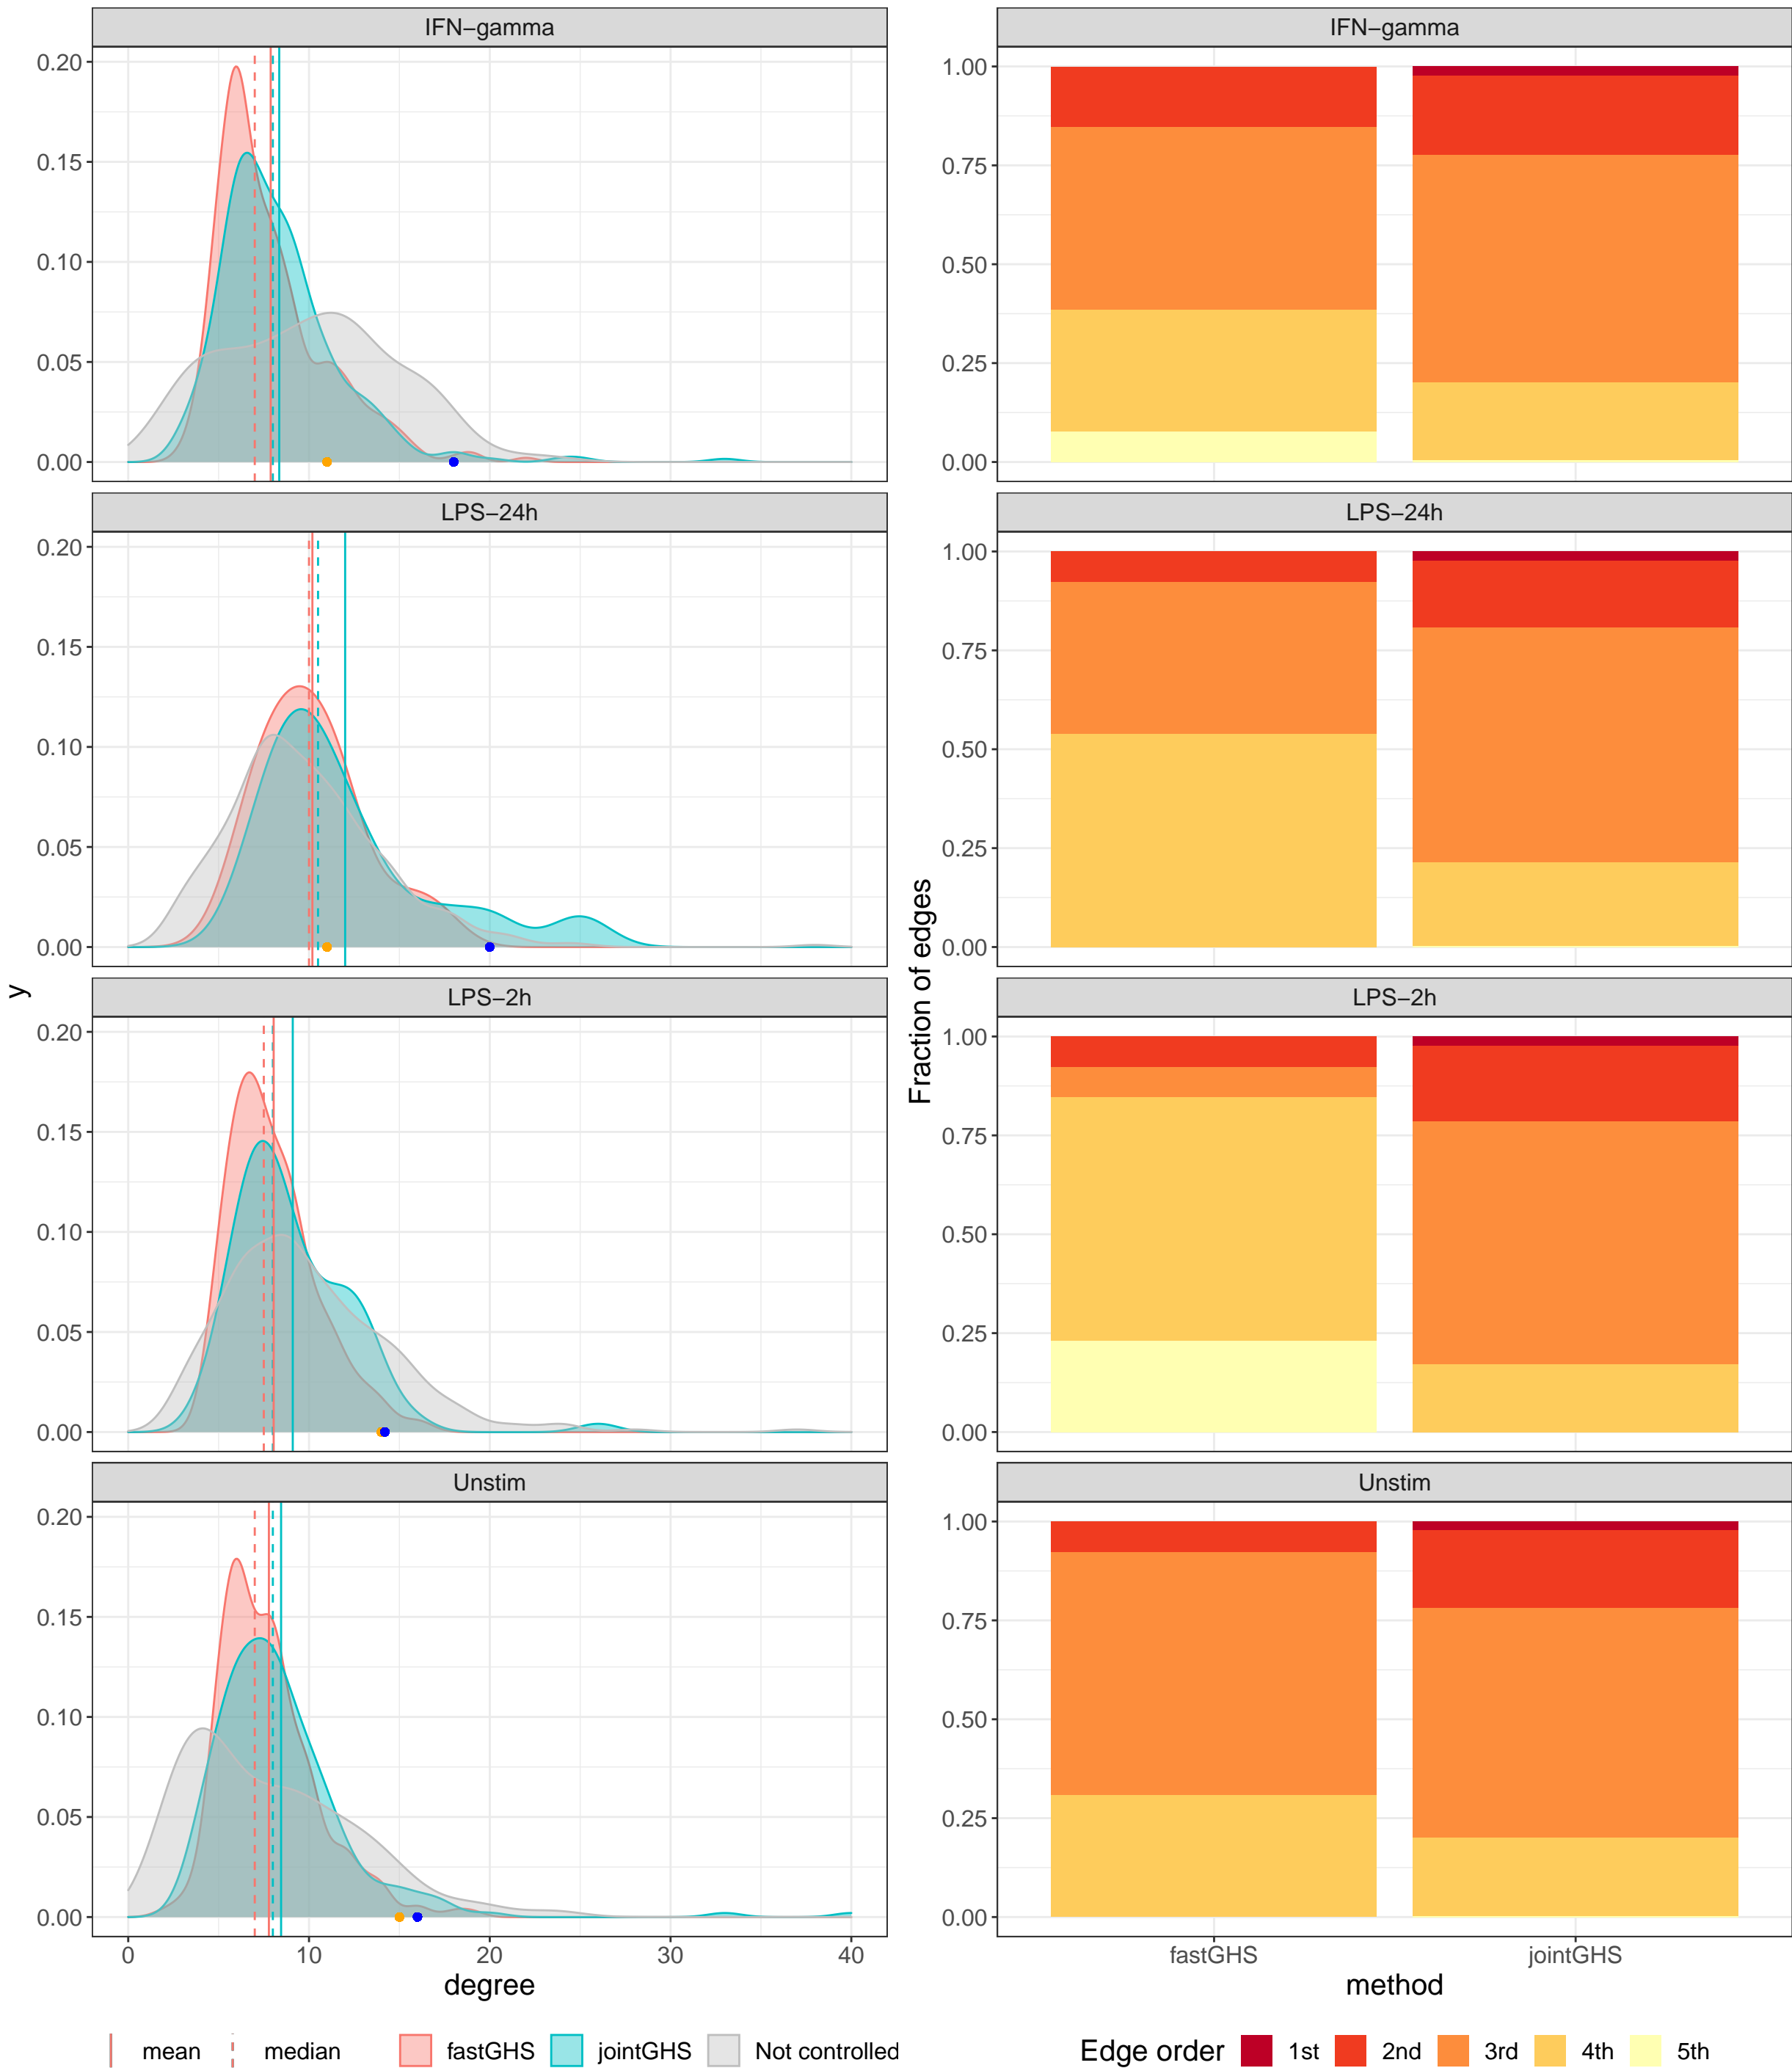 IFN−gamma
0.20
0.15
0.10
0.05
0.00
LPS−24h
0.20
0.15
0.10
0.05
0.00
LPS−2h
0.20
0.15
0.10
0.05
0.00
Unstim
0.20
0.15
0.10
0.05
0.00
0 10 20 30 40
degree
y
mean median fastGHS jointGHS Not controlled
IFN−gamma
1.00
0.75
0.50
0.25
0.00
LPS−24h
1.00
0.75
0.50
0.25
0.00
LPS−2h
1.00
0.75
0.50
0.25
0.00
Unstim
1.00
0.75
0.50
0.25
0.00
fastGHS jointGHS
method
Fraction of edges
Edge order 1st 2nd 3rd 4th 5th